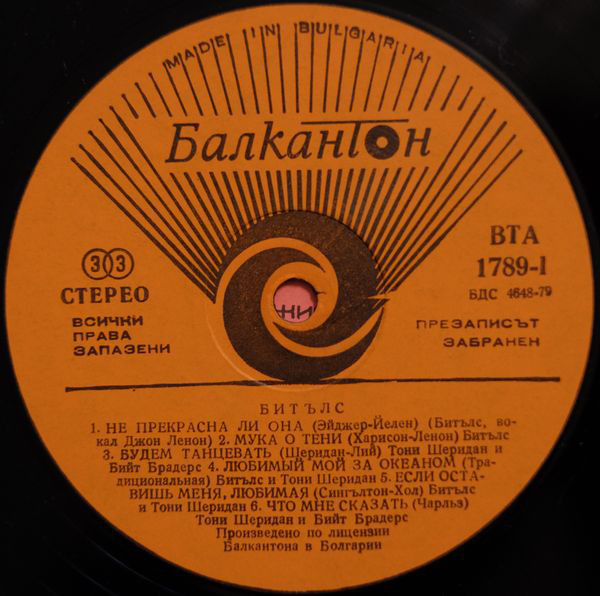 MADE IN BULGARIA
Балкантон
33
СТЕРЕО
ВСИЧКИ
ПРАВА
ЗАПАЗЕНИ
ВТА
1789-I
БДС 4648-79
ПРЕЗАПИСЪТ
ЗАБРАНЕН
НИ
БИТЪЛС
1. НЕ ПРЕКРАСНА ЛИ ОНА (Эйджер-Йелен) (Битълс, во-
кал Джон Ленон) 2. МУКА О ТЕНИ (Харисон-Ленон) Битълс
3. БУДЕМ ТАНЦЕВАТЬ (Шеридан-Лий) Тони Шеридан и
Бийт Брадерс 4. ЛЮБИМЫЙ МОЙ ЗА ОКЕАНОМ (Тра-
дициональная) Битълс и Тони Шеридан 5. ЕСЛИ ОСТА-
ВИШЬ МЕНЯ, ЛЮБИМАЯ (Сингълтон-Хол) Битълс
и Тони Шеридан 6. ЧТО МНЕ СКАЗАТЬ (Чарльз)
Тони Шеридан и Бийт Брадерс
Произведено по лицензии
Балкантона в Болгарии